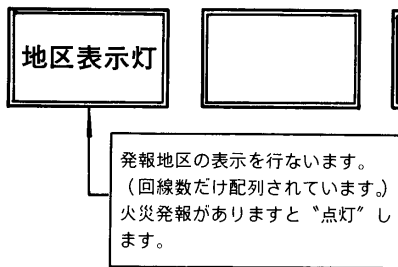 地区表示灯
発報地区の表示を行ないます。
（回線数だけ配列されています。）
火災発報がありますと〝点灯〟し
ます。